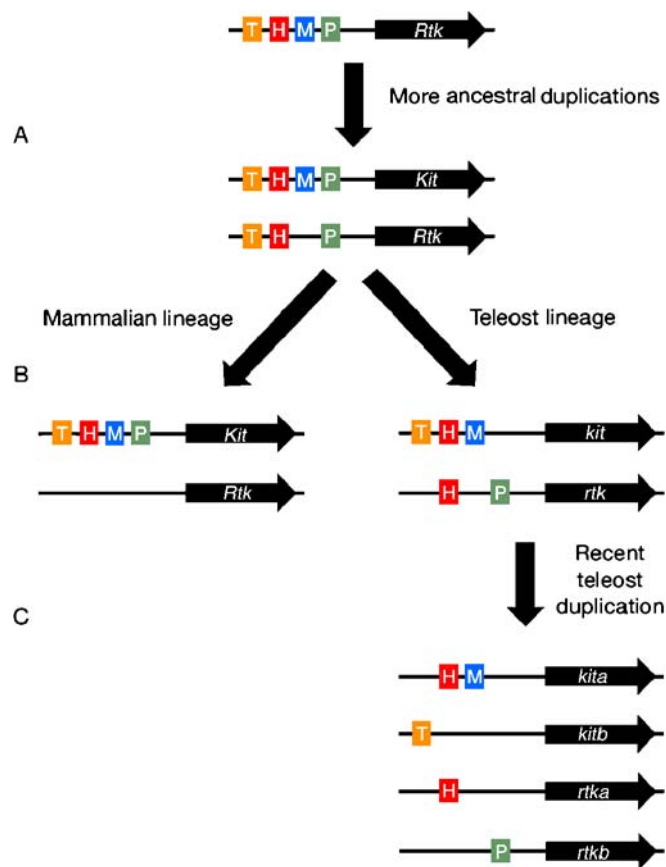 T H M P Rtk
More ancestral duplications
A
T H M P Kit
T H P Rtk
Mammalian lineage
Teleost lineage
B
T H M P Kit
T H M kit
Rtk
H P rtk
Recent
teleost
duplication
C
H M kita
T kitb
H rtka
P rtkb